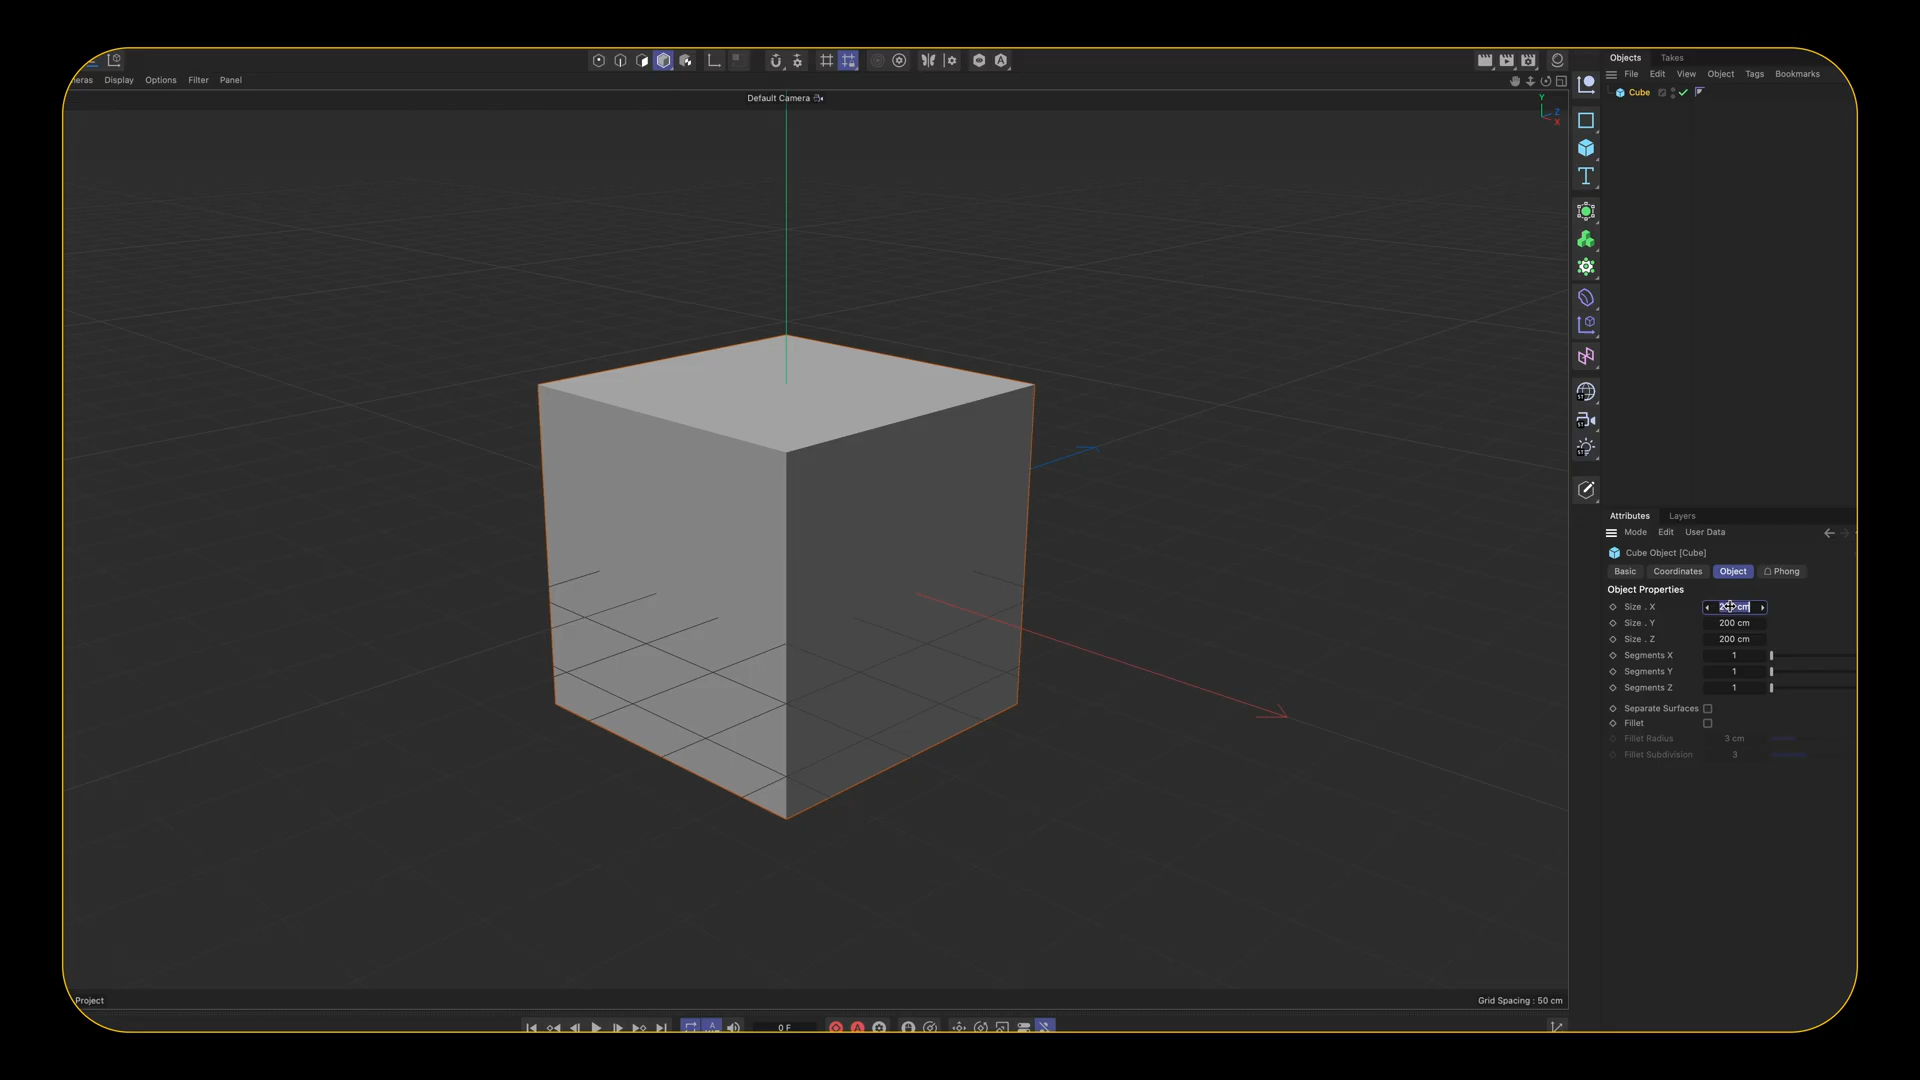 Display Options Filter Panel
Default Camera
Y
Z
X
Objects Takes
File Edit View Object Tags Bookmarks
Cube
T
Attributes Layers
Mode Edit User Data
Cube Object [Cube]
Basic Coordinates Object Phong
Object Properties
Size . X cm
Size . Y 200 cm
Size . Z 200 cm
Segments X 1
Segments Y 1
Segments Z 1
Separate Surfaces
Fillet
Fillet Radius 3 cm
Fillet Subdivision 3
Project
Grid Spacing : 50 cm
0 F